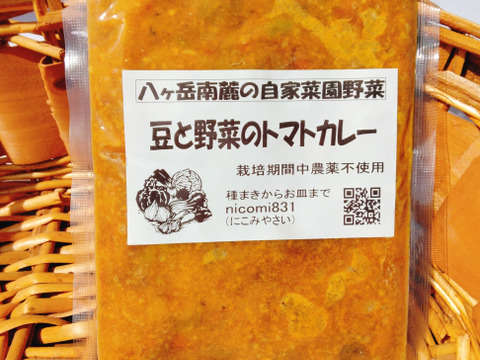 八ヶ岳南麓の自家菜園野菜
豆と野菜のトマトカレー
栽培期間中農薬不使用
種まきからお皿まで
nicomi831
(にこみやさい)